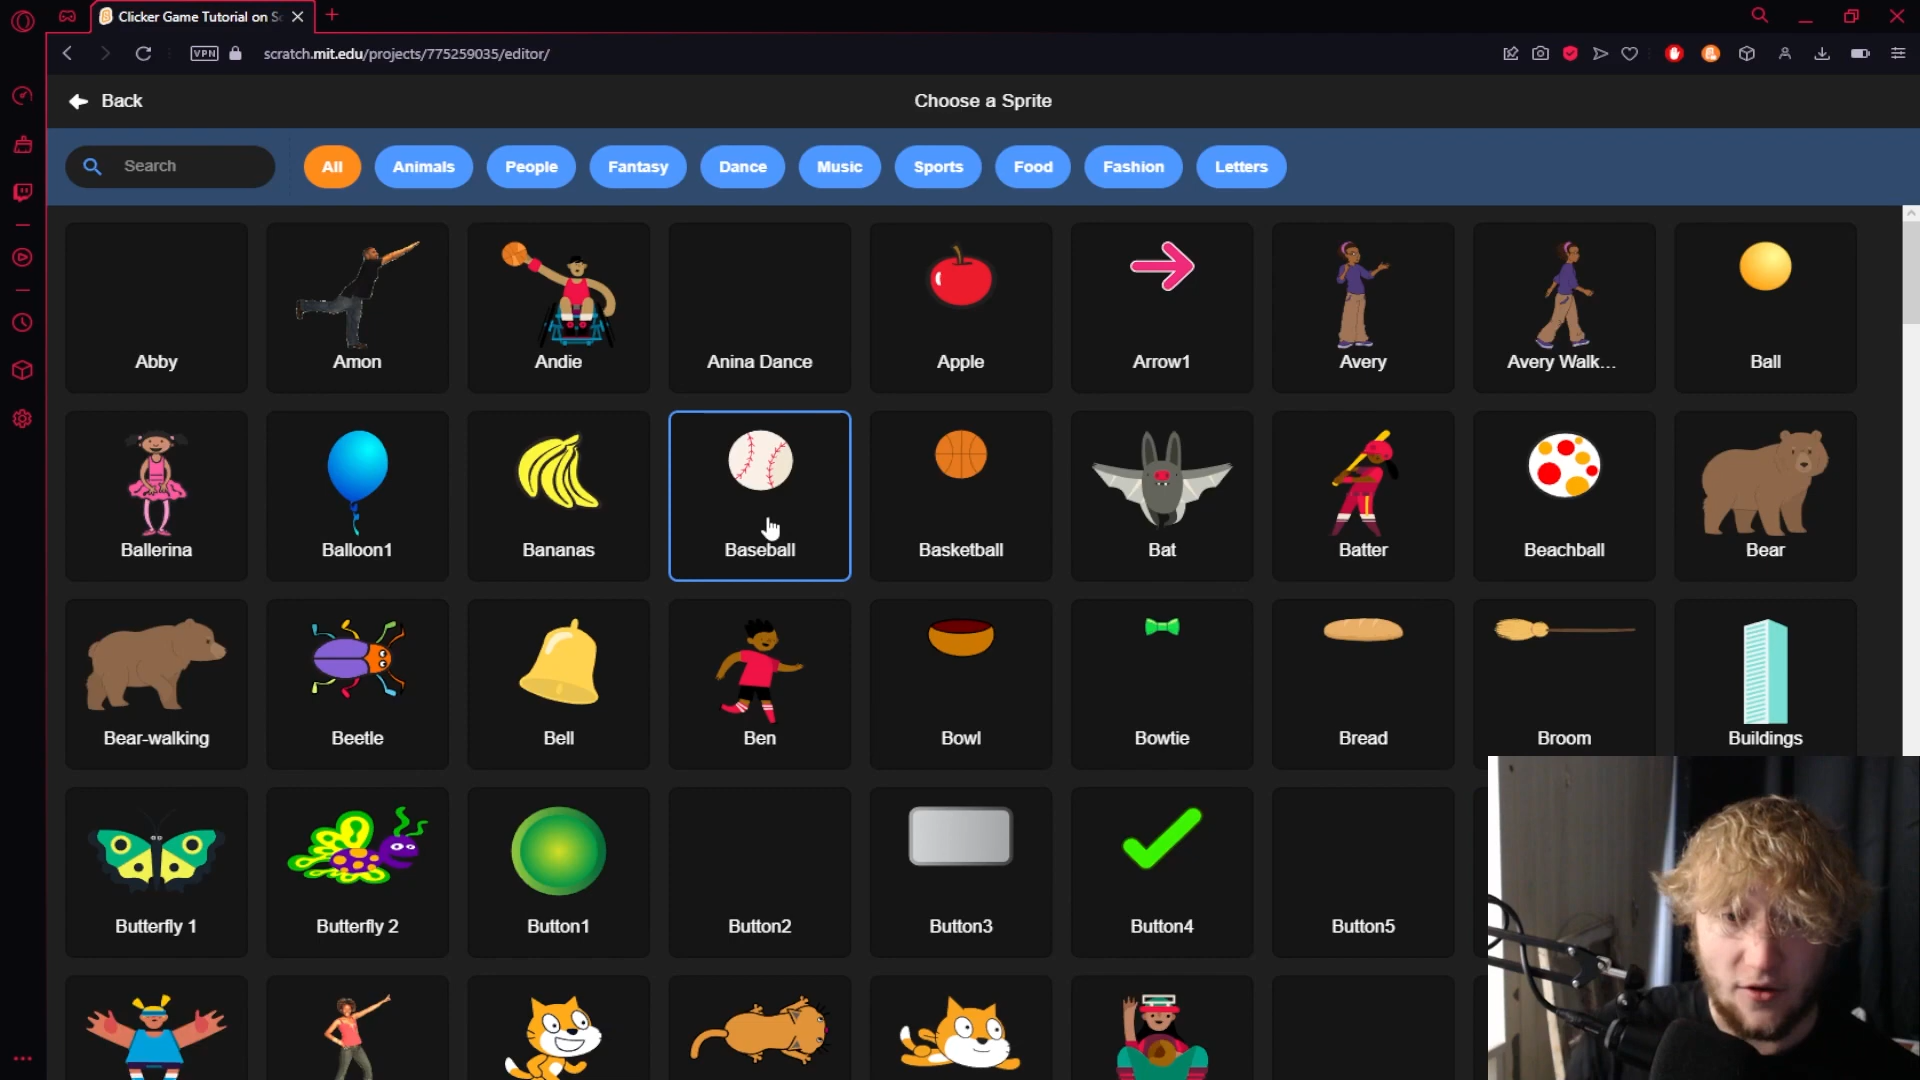 Clicker Game Tutorial on Sc
VPN
scratch.mit.edu/projects/775259035/editor/
Back
Choose a Sprite
Search
All
Animals
People
Fantasy
Dance
Music
Sports
Food
Fashion
Letters
Abby
Amon
Andie
Anina Dance
Apple
Arrow1
Avery
Avery Walk...
Ball
Ballerina
Balloon1
Bananas
Baseball
Basketball
Bat
Batter
Beachball
Bear
Bear-walking
Beetle
Bell
Ben
Bowl
Bowtie
Bread
Broom
Buildings
Butterfly 1
Butterfly 2
Button1
Button2
Button3
Button4
Button5